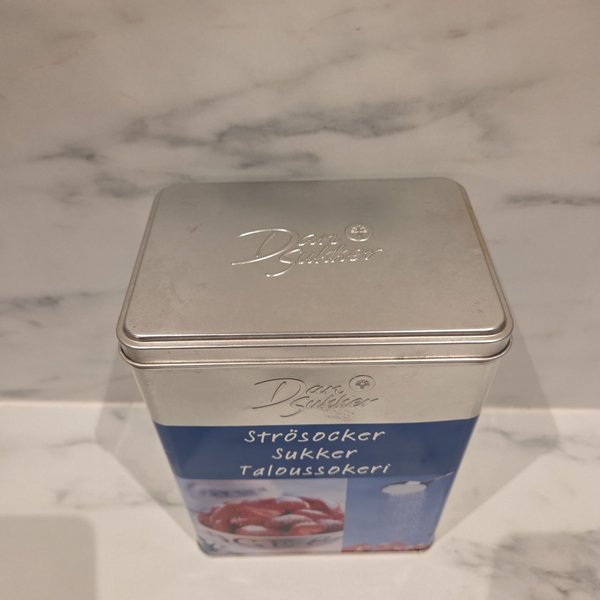 Dan
Sukker
Dan
Sukker
Strösocker
Sukker
Taloussokeri